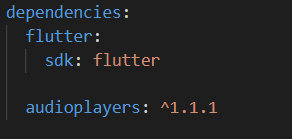 dependencies:
  flutter:
    sdk: flutter

  audioplayers: ^1.1.1